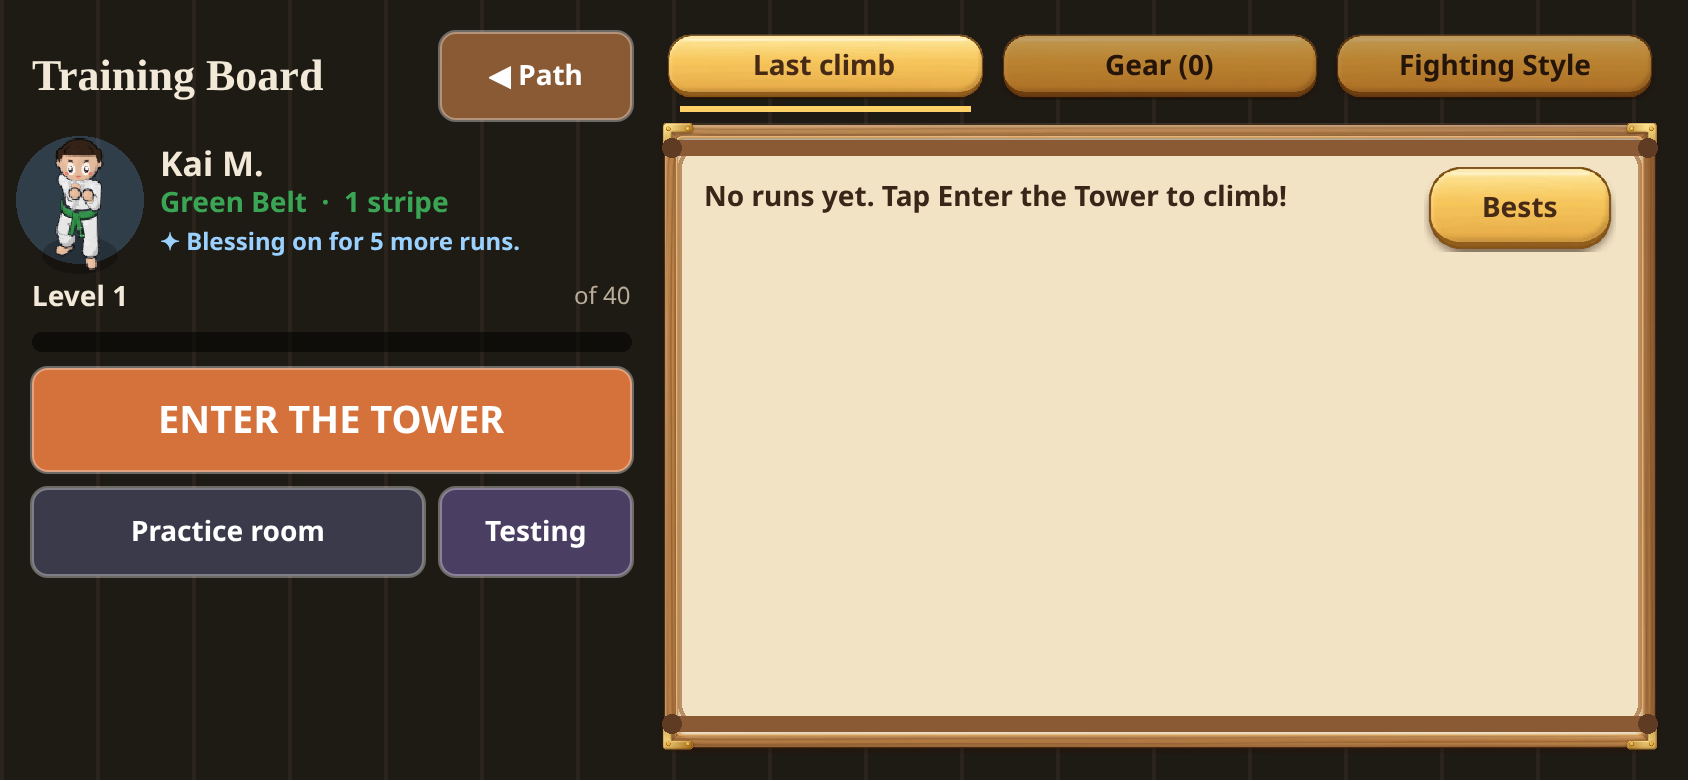 Training Board
◀ Path
Kai M.
Green Belt · 1 stripe
✦ Blessing on for 5 more runs.
Level 1
of 40
ENTER THE TOWER
Practice room
Testing
Last climb
Gear (0)
Fighting Style
No runs yet. Tap Enter the Tower to climb!
Bests